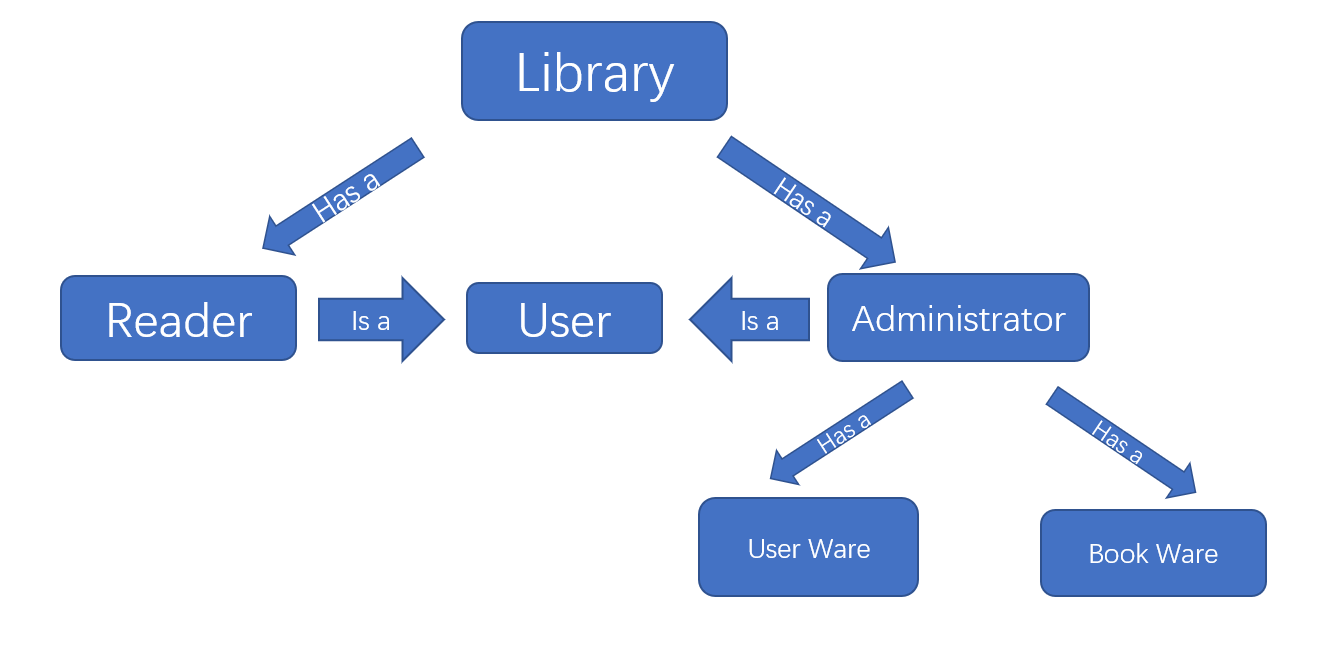 Library
Has a
Has a
Reader
Is a
User
Is a
Administrator
Has a
Has a
User Ware
Book Ware